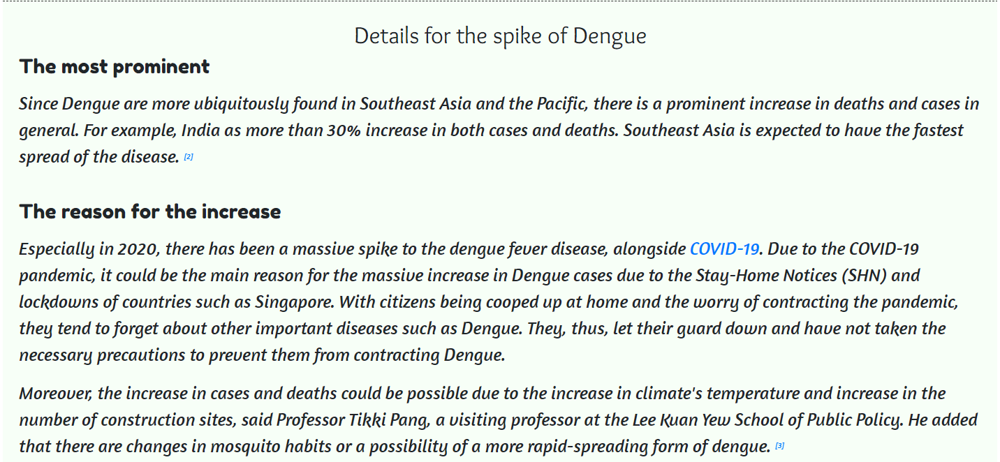 Details for the spike of Dengue
The most prominent
Since Dengue are more ubiquitously found in Southeast Asia and the Pacific, there is a prominent increase in deaths and cases in
general. For example, India as more than 30% increase in both cases and deaths. Southeast Asia is expected to have the fastest
spread of the disease. [2]
The reason for the increase
Especially in 2020, there has been a massive spike to the dengue fever disease, alongside COVID-19. Due to the COVID-19
pandemic, it could be the main reason for the massive increase in Dengue cases due to the Stay-Home Notices (SHN) and
lockdowns of countries such as Singapore. With citizens being cooped up at home and the worry of contracting the pandemic,
they tend to forget about other important diseases such as Dengue. They, thus, let their guard down and have not taken the
necessary precautions to prevent them from contracting Dengue.
Moreover, the increase in cases and deaths could be possible due to the increase in climate's temperature and increase in the
number of construction sites, said Professor Tikki Pang, a visiting professor at the Lee Kuan Yew School of Public Policy. He added
that there are changes in mosquito habits or a possibility of a more rapid-spreading form of dengue. [3]